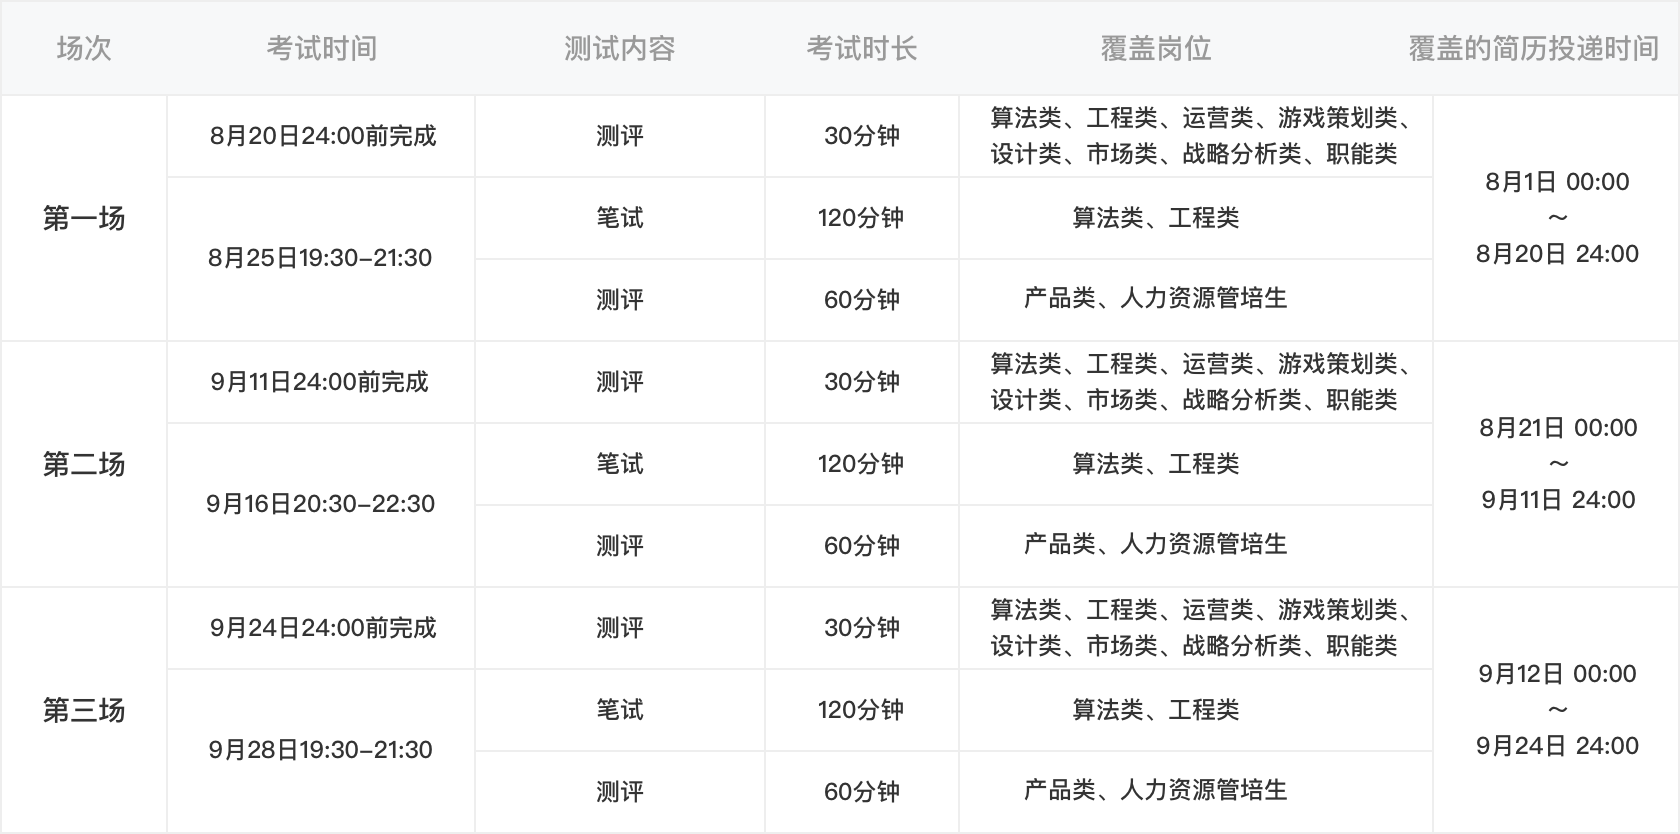 场次 考试时间 测试内容 考试时长 覆盖岗位 覆盖的简历投递时间
第一场
8月20日24:00前完成 测评 30分钟
算法类、工程类、运营类、游戏策划类、
设计类、市场类、战略分析类、职能类
8月25日19:30-21:30
笔试 120分钟 算法类、工程类
测评 60分钟 产品类、人力资源管培生
8月1日 00:00
～
8月20日 24:00
第二场
9月11日24:00前完成 测评 30分钟
算法类、工程类、运营类、游戏策划类、
设计类、市场类、战略分析类、职能类
9月16日20:30-22:30
笔试 120分钟 算法类、工程类
测评 60分钟 产品类、人力资源管培生
8月21日 00:00
～
9月11日 24:00
第三场
9月24日24:00前完成 测评 30分钟
算法类、工程类、运营类、游戏策划类、
设计类、市场类、战略分析类、职能类
9月28日19:30-21:30
笔试 120分钟 算法类、工程类
测评 60分钟 产品类、人力资源管培生
9月12日 00:00
～
9月24日 24:00